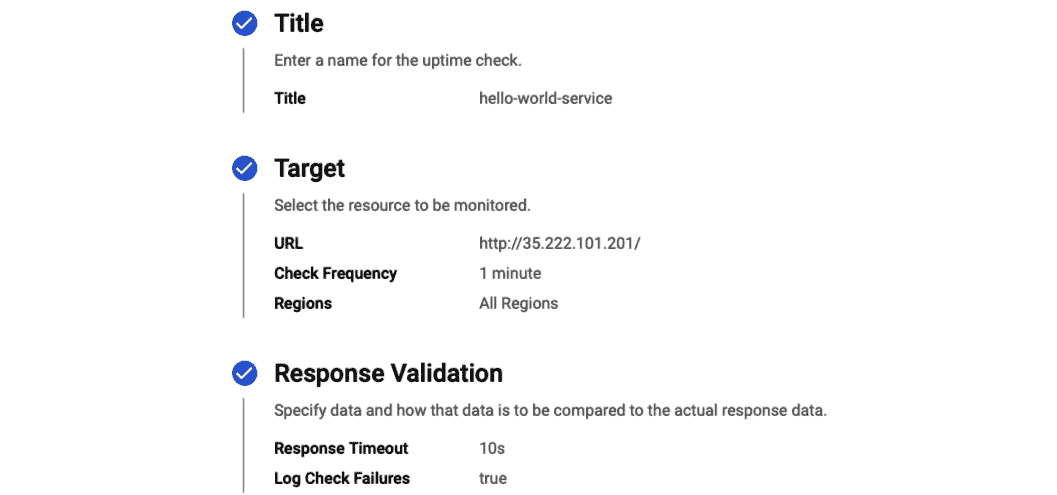 Title
Enter a name for the uptime check.
Title hello-world-service
Target
Select the resource to be monitored.
URL http://35.222.101.201/
Check Frequency 1 minute
Regions All Regions
Response Validation
Specify data and how that data is to be compared to the actual response data.
Response Timeout 10s
Log Check Failures true